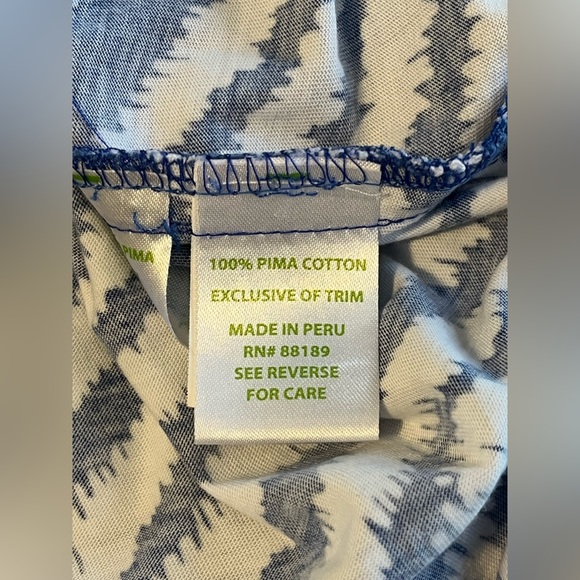 PIMA
100% PIMA COTTON
EXCLUSIVE OF TRIM
MADE IN PERU
RN# 88189
SEE REVERSE
FOR CARE